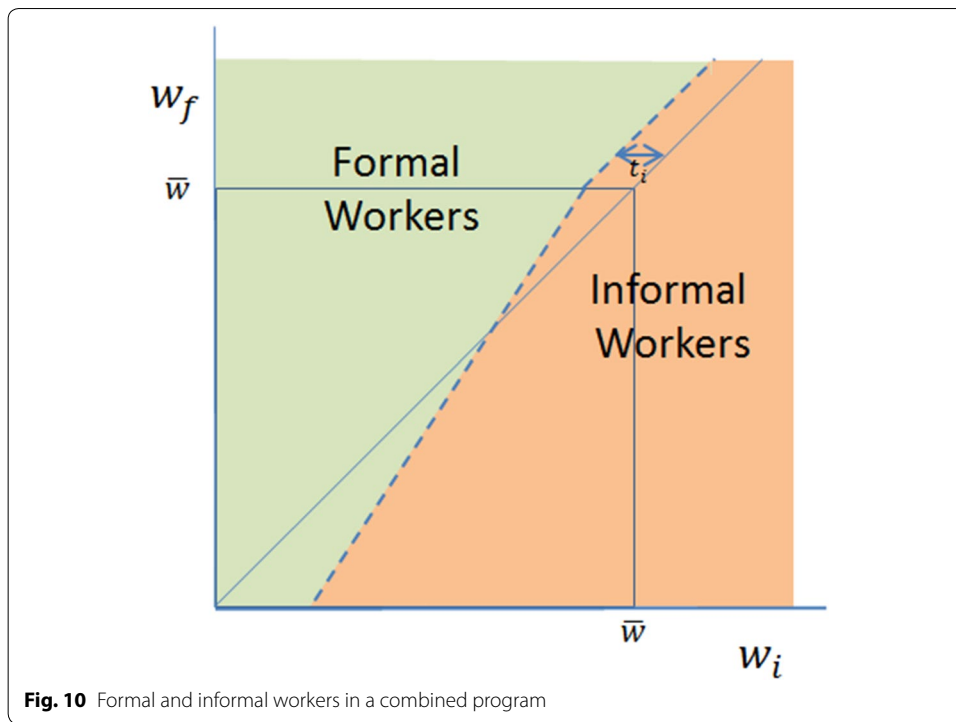 w_f
Formal
Workers
t_i
w̅
Informal
Workers
w̅
w_i
Fig. 10 Formal and informal workers in a combined program